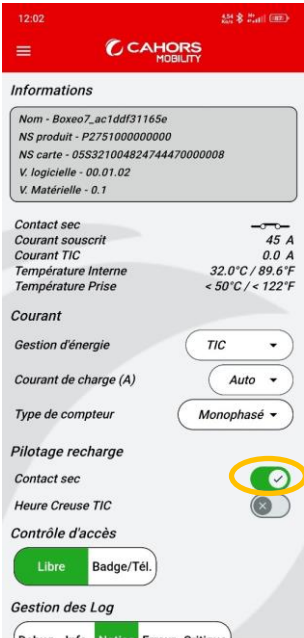 12:02
CAHORS
MOBILITY
Informations
Nom - Boxeo7_ac1ddf31165e
NS produit - P2751000000000
NS carte - 05S321004824744470000008
V. logicielle - 00.01.02
V. Matérielle - 0.1
Contact sec
Courant souscrit 45 A
Courant TIC 0.0 A
Température Interne 32.0°C / 89.6°F
Température Prise < 50°C / < 122°F
Courant
Gestion d'énergie TIC
Courant de charge (A) Auto
Type de compteur Monophasé
Pilotage recharge
Contact sec
Heure Creuse TIC
Contrôle d'accès
Libre Badge/Tél.
Gestion des Log